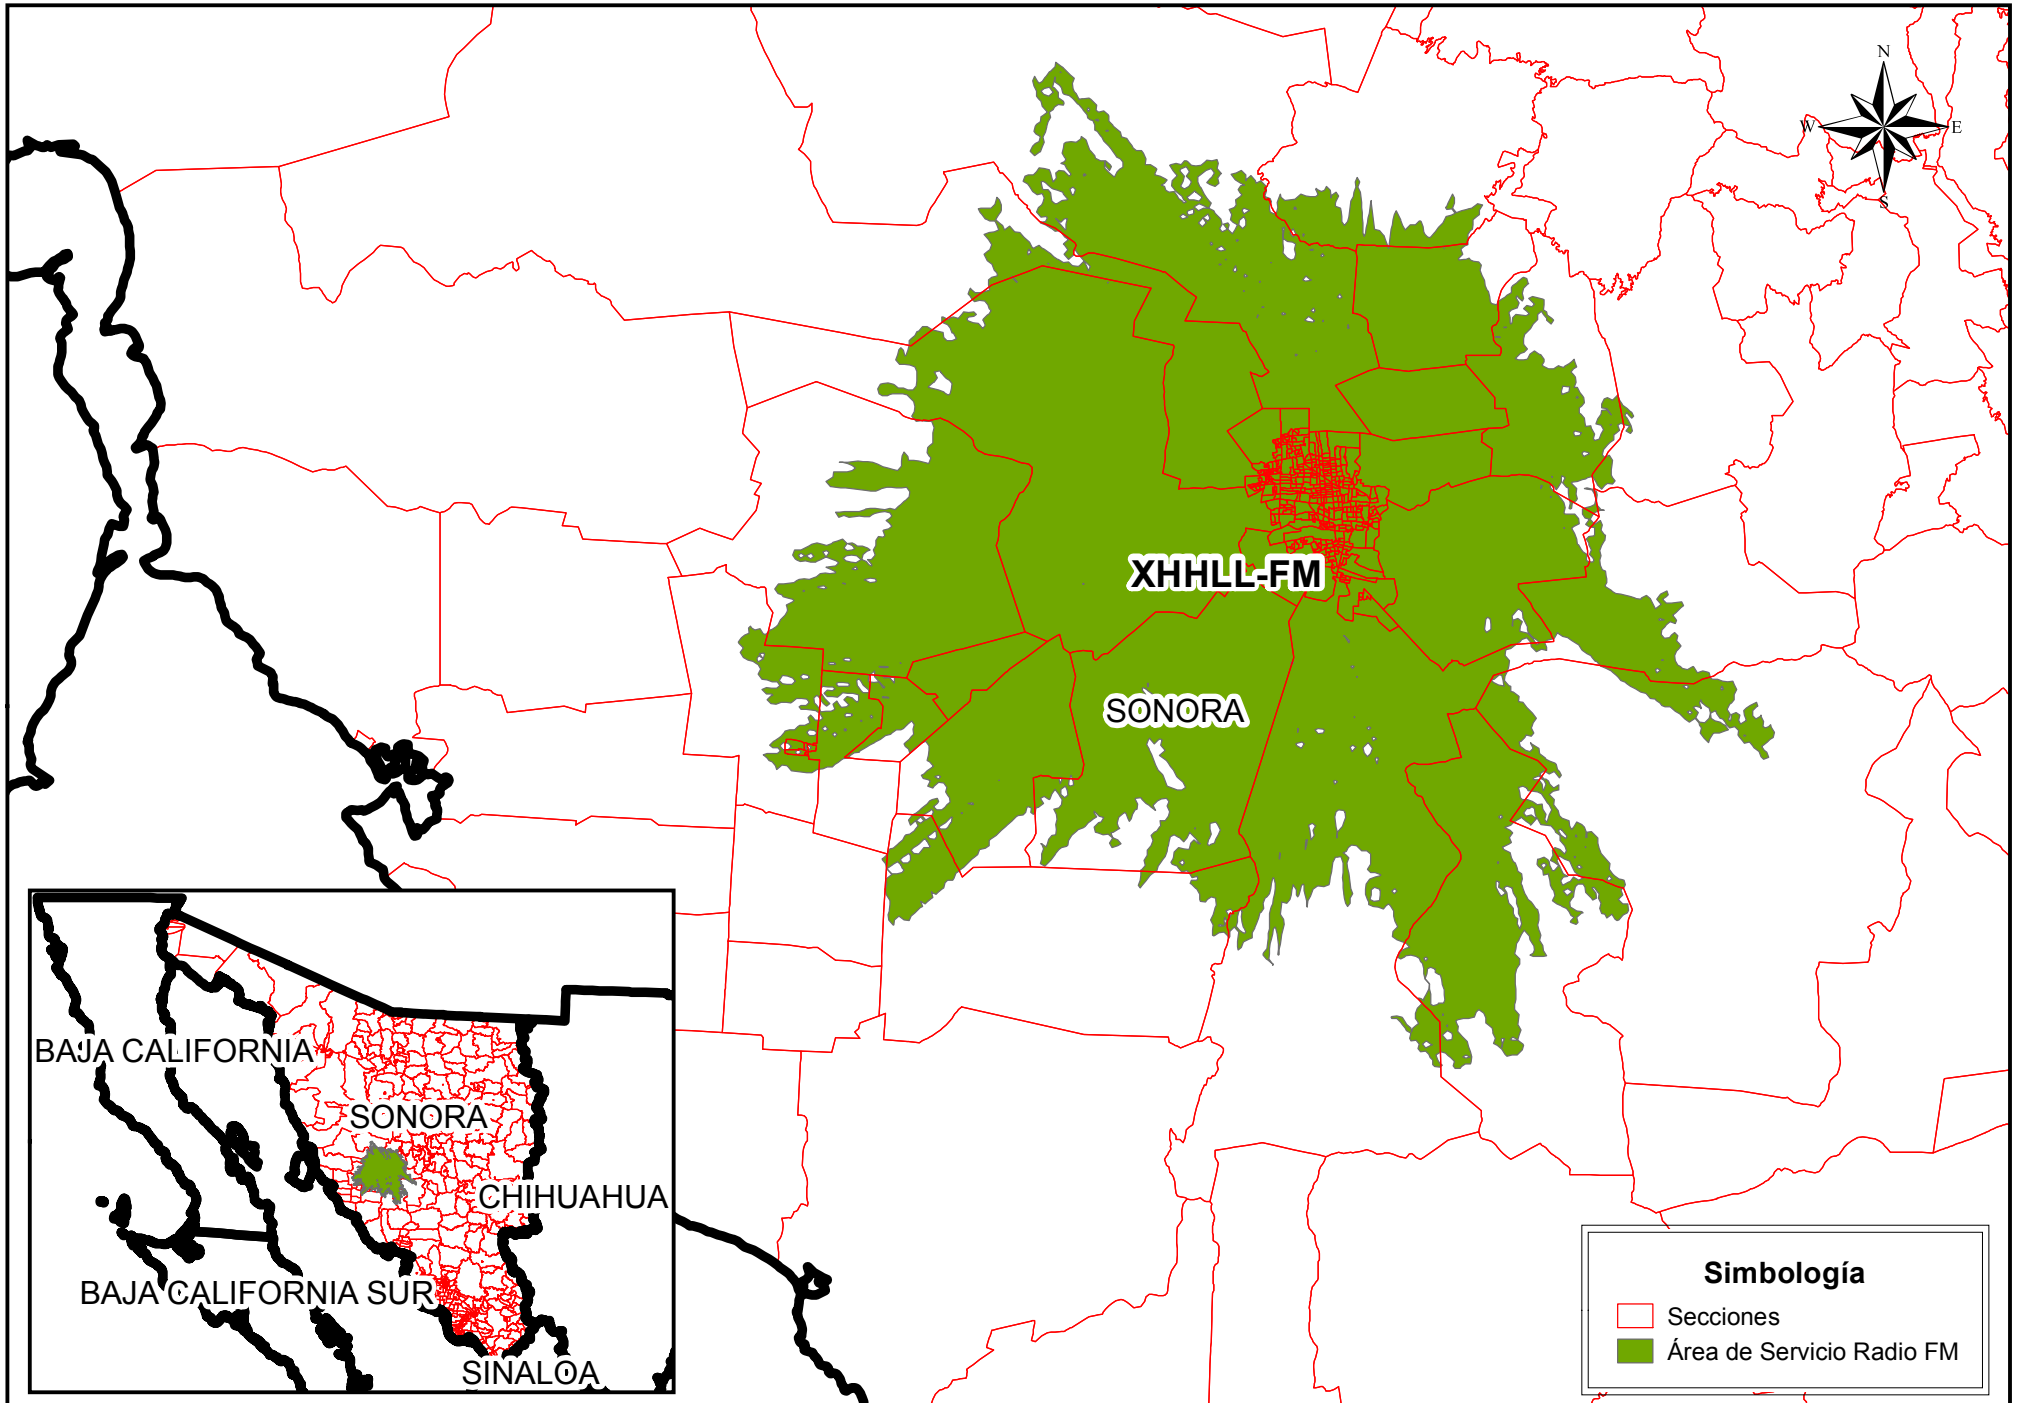 N
W E
S
XHHLL-FM
SONORA
BAJA CALIFORNIA
SONORA
CHIHUAHUA
BAJA CALIFORNIA SUR
SINALOA
Simbología
Secciones
Área de Servicio Radio FM